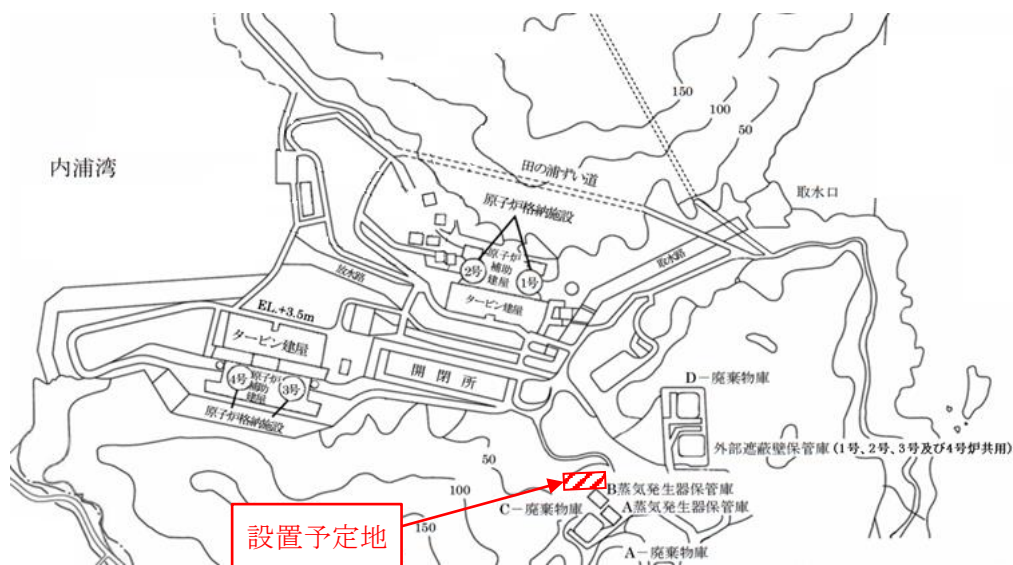 150
100
50
内浦湾
田の浦ずい道
取水口
原子炉格納施設
原子炉
補助
建屋
2号
1号
放水路
取水路
タービン建屋
EL.+3.5m
タービン建屋
開閉所
4号
原子炉
補助
建屋
3号
原子炉格納施設
D－廃棄物庫
外部遮蔽壁保管庫(1号、2号、3号及び4号炉共用)
50
100
150
B蒸気発生器保管庫
C－廃棄物庫
A蒸気発生器保管庫
設置予定地
A－廃棄物庫